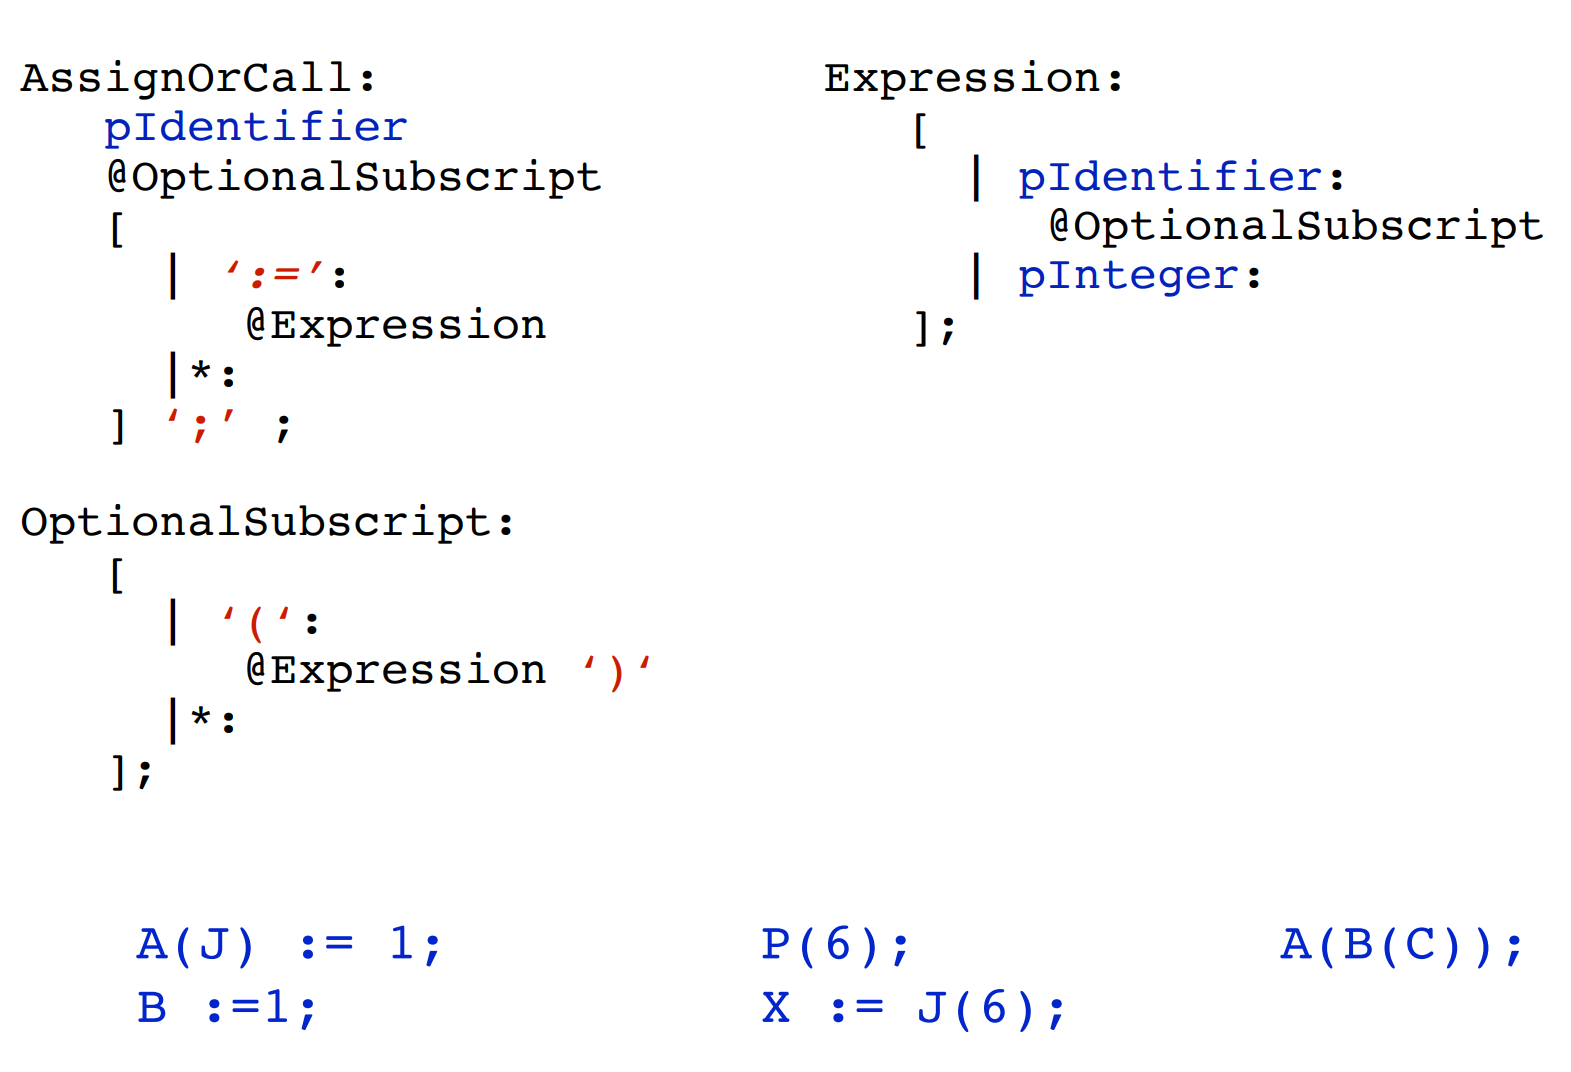 AssignOrCall:
pIdentifier
@OptionalSubscript
[
| ‘:=’:
@Expression
|*:
] ‘;’ ;
OptionalSubscript:
[
| ‘(‘:
@Expression ‘)‘
|*:
];
Expression:
[
| pIdentifier:
@OptionalSubscript
| pInteger:
];
A(J) := 1;
B :=1;
P(6);
X := J(6);
A(B(C));